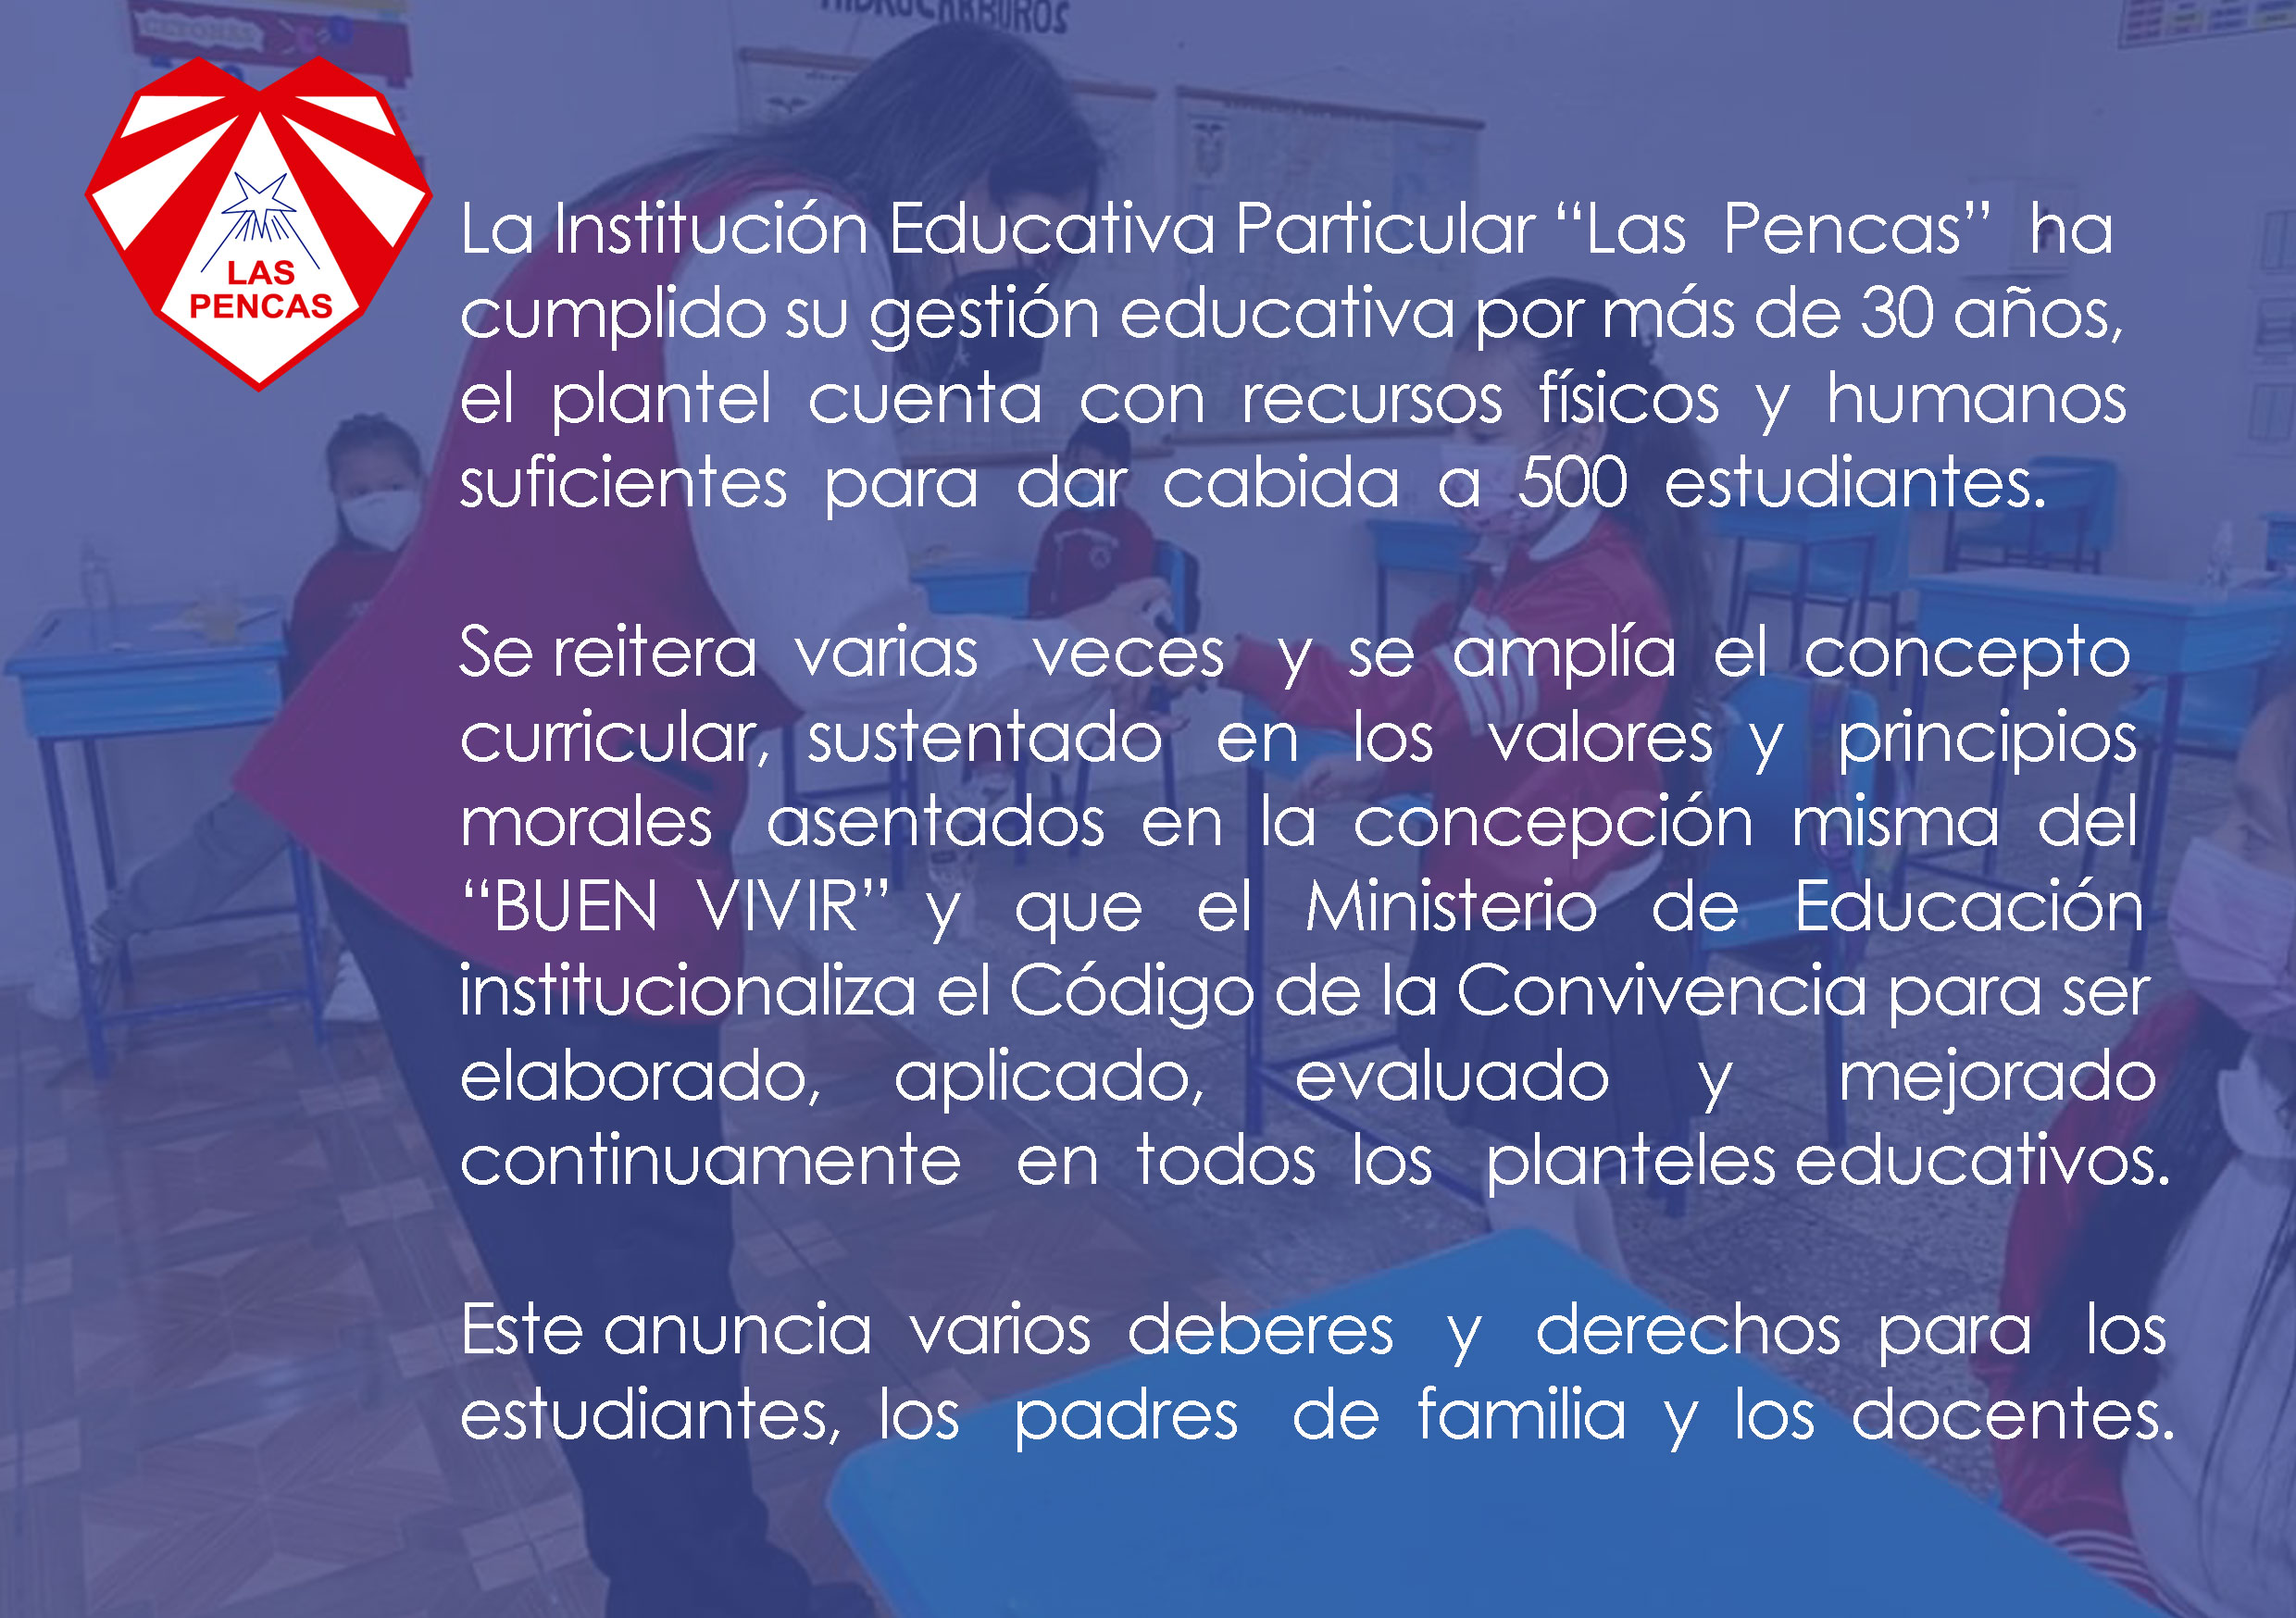 HIDROCARBUROS
CETONAS
LAS
PENCAS
La Institución Educativa Particular “Las Pencas” ha
cumplido su gestión educativa por más de 30 años,
el plantel cuenta con recursos físicos y humanos
suficientes para dar cabida a 500 estudiantes.
Se reitera varias veces y se amplía el concepto
curricular, sustentado en los valores y principios
morales asentados en la concepción misma del
“BUEN VIVIR” y que el Ministerio de Educación
institucionaliza el Código de la Convivencia para ser
elaborado, aplicado, evaluado y mejorado
continuamente en todos los planteles educativos.
Este anuncia varios deberes y derechos para los
estudiantes, los padres de familia y los docentes.